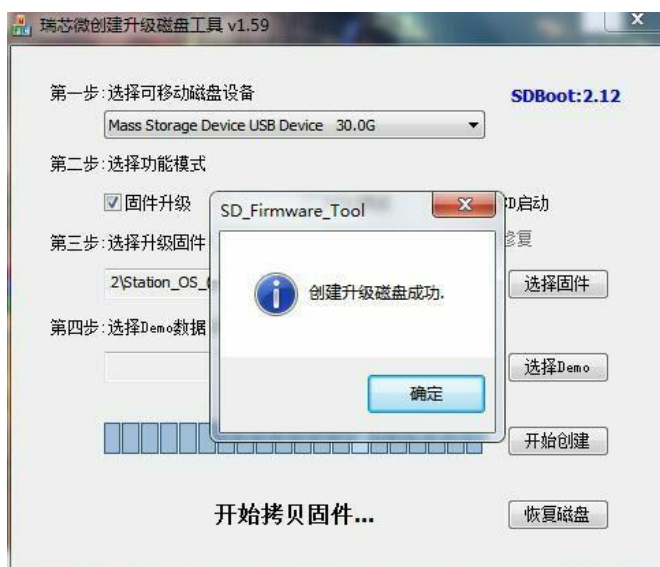 瑞芯微创建升级磁盘工具 v1.59
第一步:选择可移动磁盘设备
SDBoot:2.12
Mass Storage Device USB Device 30.0G
第二步:选择功能模式
固件升级
D启动
SD_Firmware_Tool
第三步:选择升级固件
修复
2\Station_OS_
选择固件
创建升级磁盘成功.
第四步:选择Demo数据
选择Demo
确定
开始创建
开始拷贝固件...
恢复磁盘